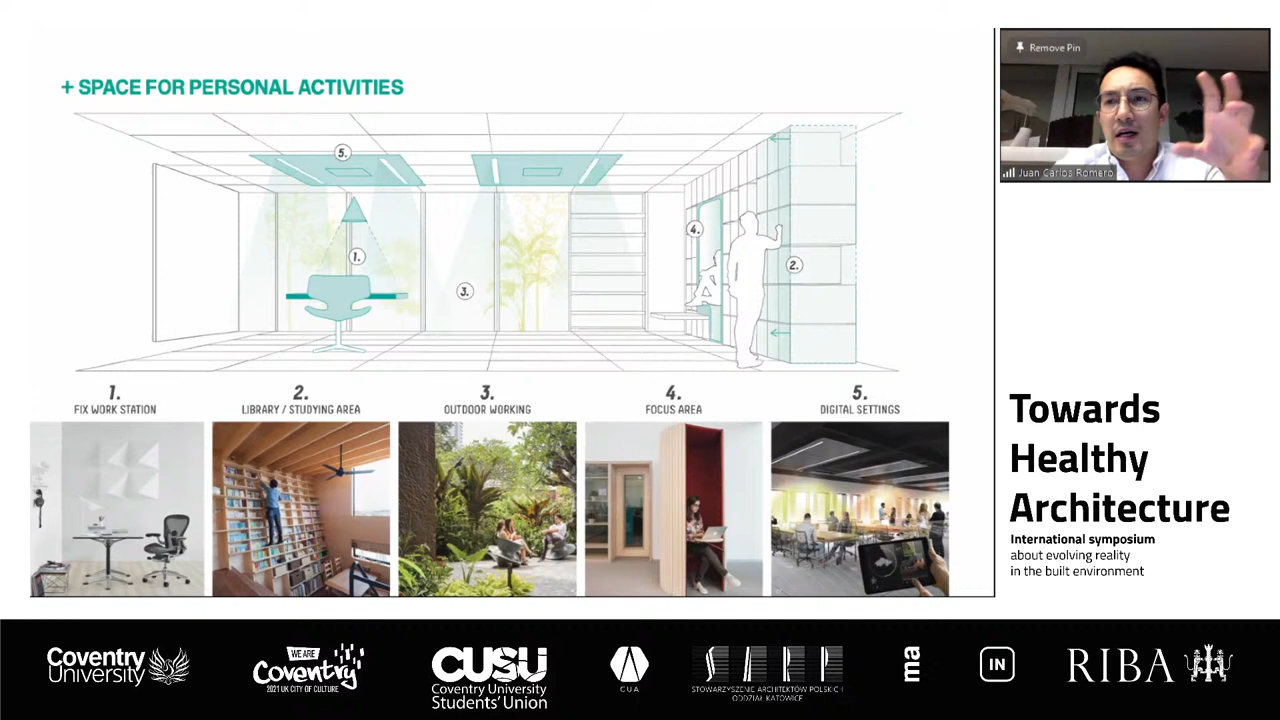 + SPACE FOR PERSONAL ACTIVITIES
5.
1.
3.
4.
2.
1.
FIX WORK STATION
2.
LIBRARY / STUDYING AREA
3.
OUTDOOR WORKING
4.
FOCUS AREA
5.
DIGITAL SETTINGS
Remove Pin
Juan Carlos Romero
Towards
Healthy
Architecture
International symposium
about evolving reality
in the built environment
Coventry
University
WE ARE
Coventry
2021 UK CITY OF CULTURE
CUSU
Coventry University
Students' Union
CUA
SARP
STOWARZYSZENIE ARCHITEKTÓW POLSKICH
ODDZIAŁ KATOWICE
ma
IN
RIBA